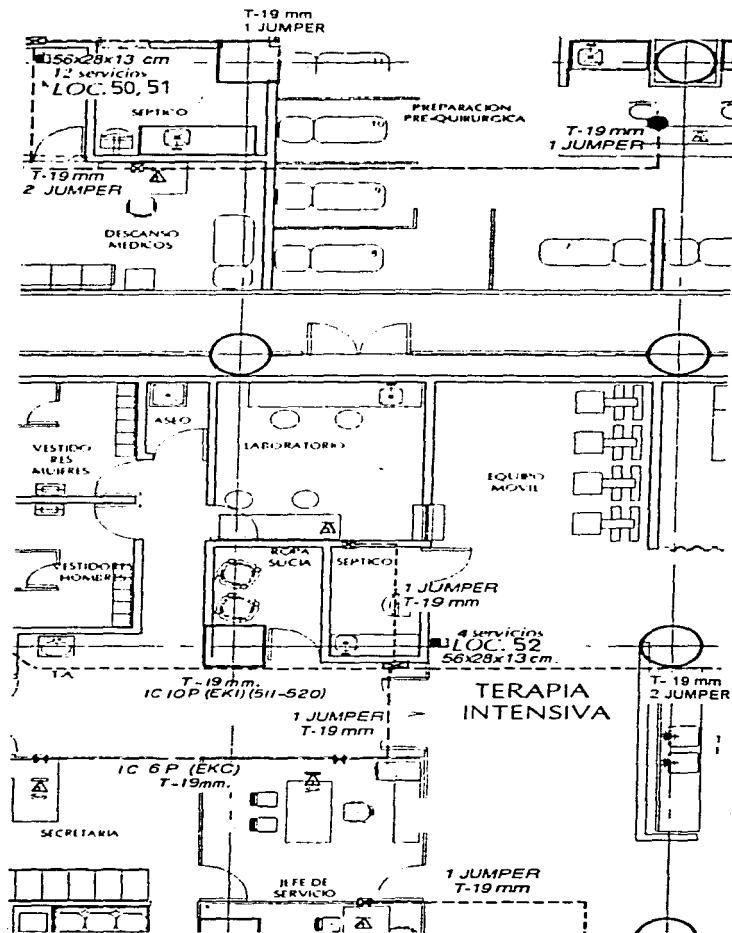 T-19 mm
1 JUMPER
56x28x13 cm
12 servicios
LOC. 50, 51
SEPTICO
PREPARACION
PRE-QUIRURGICA
T-19 mm
1 JUMPER
T-19 mm
2 JUMPER
DESCANSO
MEDICOS
11
10
9
ASEO
LABORATORIO
VESTIDO
RES
MUJERES
EQUIPO
MOVIL
ROPA
SUCIA
SEPTICO
VESTIDORES
HOMBRES
1 JUMPER
T-19 mm
4 servicios
LOC. 52
56x28x13 cm.
TA
T-19 mm.
IC 10P (EKI) (511-520)
TERAPIA
INTENSIVA
T-19 mm
2 JUMPER
1 JUMPER
T-19 mm
IC 6 P (EKC)
T-19mm.
SECRETARIA
JEFE DE
SERVICIO
1 JUMPER
T-19 mm